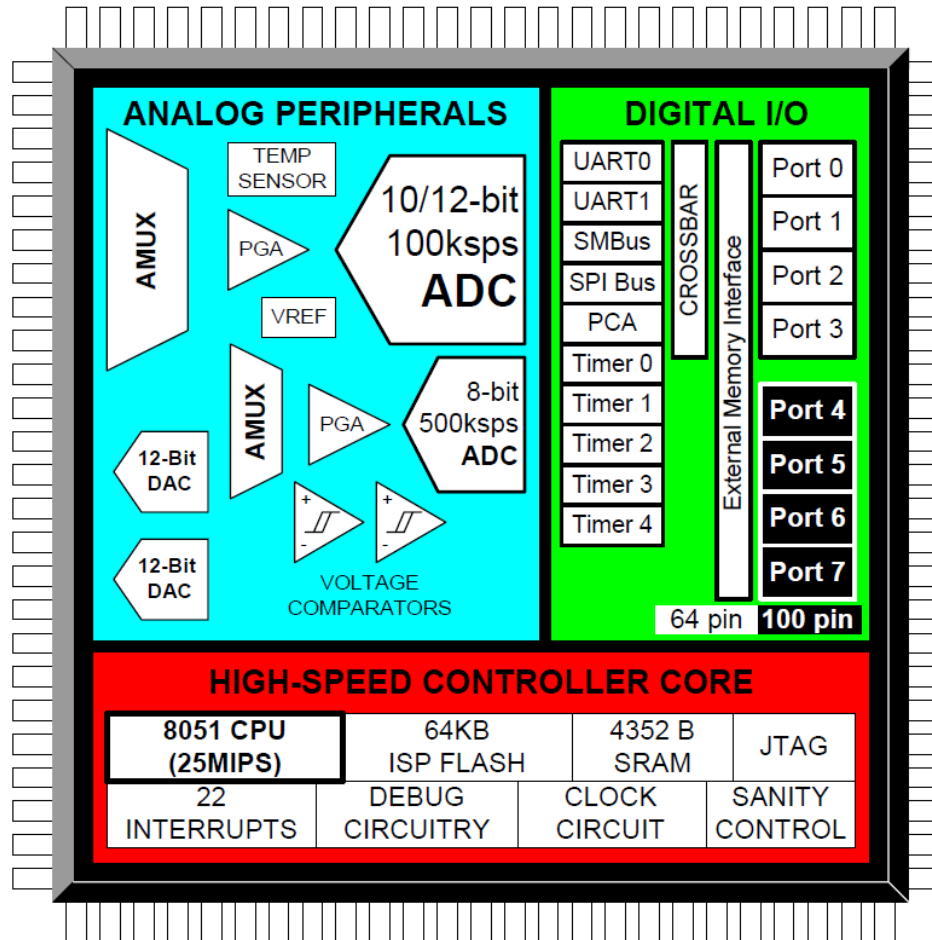 ANALOG PERIPHERALS
AMUX
TEMP
SENSOR
PGA
VREF
10/12-bit
100ksps
ADC
AMUX
PGA
8-bit
500ksps
ADC
12-Bit
DAC
12-Bit
DAC
+
-
+
-
VOLTAGE
COMPARATORS
DIGITAL I/O
UART0
UART1
SMBus
SPI Bus
PCA
Timer 0
Timer 1
Timer 2
Timer 3
Timer 4
CROSSBAR
External Memory Interface
Port 0
Port 1
Port 2
Port 3
Port 4
Port 5
Port 6
Port 7
64 pin 100 pin
HIGH-SPEED CONTROLLER CORE
8051 CPU
(25MIPS)
64KB
ISP FLASH
4352 B
SRAM
JTAG
22
INTERRUPTS
DEBUG
CIRCUITRY
CLOCK
CIRCUIT
SANITY
CONTROL